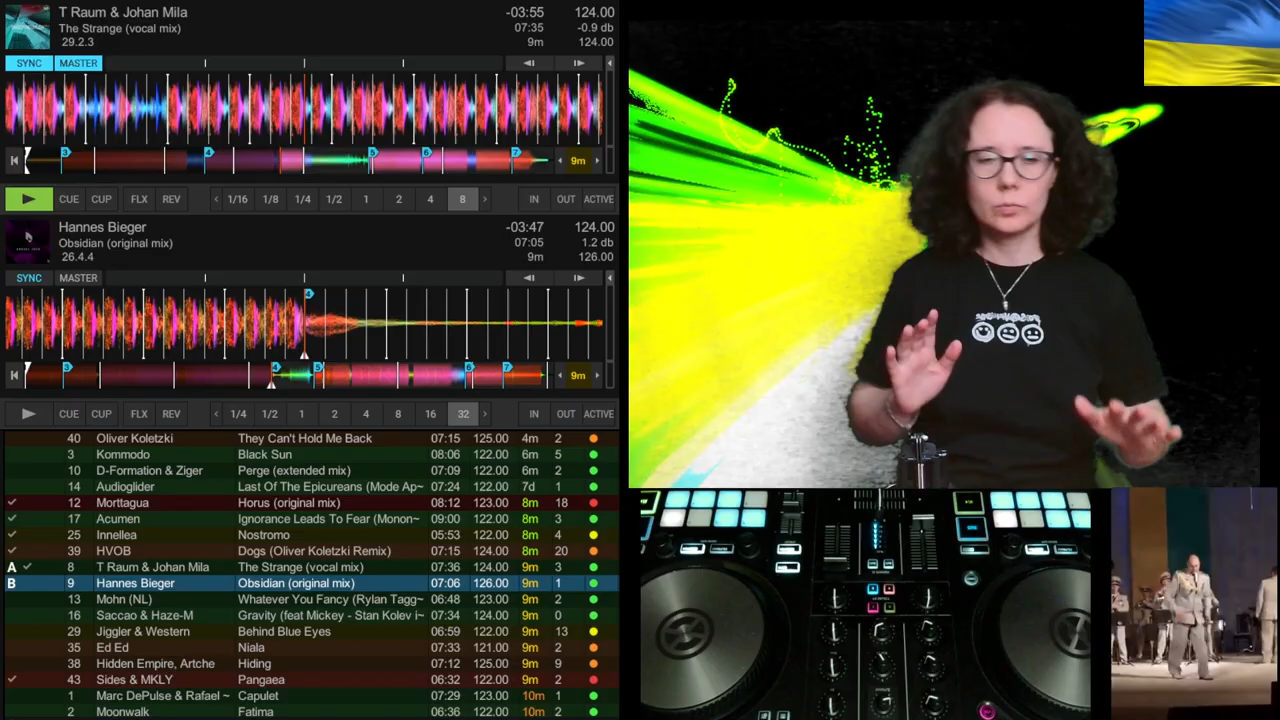 T Raum & Johan Mila -03:55 124.00
The Strange (vocal mix) 07:35 -0.9 db
29.2.3 9m 124.00
SYNC MASTER
3 4 5 6 7 9m
CUE CUP FLX REV 1/16 1/8 1/4 1/2 1 2 4 8 IN OUT ACTIVE
Hannes Bieger -03:47 124.00
Obsidian (original mix) 07:05 1.2 db
26.4.4 9m 126.00
SYNC MASTER
4
3 4 5 6 7 9m
CUE CUP FLX REV 1/4 1/2 1 2 4 8 16 32 IN OUT ACTIVE
40 Oliver Koletzki They Can't Hold Me Back 07:15 125.00 4m 2
3 Kommodo Black Sun 08:06 122.00 6m 5
10 D-Formation & Ziger Perge (extended mix) 07:09 122.00 6m 2
14 Audioglider Last Of The Epicureans (Mode Ap~ 07:24 122.00 7d 1
12 Morttagua Horus (original mix) 08:12 123.00 8m 18
17 Acumen Ignorance Leads To Fear (Monon~ 09:00 122.00 8m 3
25 Innellea Nostromo 05:53 122.00 8m 4
39 HVOB Dogs (Oliver Koletzki Remix) 07:15 124.00 8m 20
A 8 T Raum & Johan Mila The Strange (vocal mix) 07:36 124.00 9m 3
B 9 Hannes Bieger Obsidian (original mix) 07:06 126.00 9m 1
13 Mohn (NL) Whatever You Fancy (Rylan Tagg~ 06:48 123.00 9m 2
16 Saccao & Haze-M Gravity (feat Mickey - Stan Kolev i~ 07:34 124.00 9m 0
29 Jiggler & Western Behind Blue Eyes 06:59 122.00 9m 13
35 Ed Ed Niala 07:33 121.00 9m 2
38 Hidden Empire, Artche Hiding 07:12 125.00 9m 9
43 Sides & MKLY Pangaea 06:32 122.00 9m 2
1 Marc DePulse & Rafael ~ Capulet 07:29 123.00 10m 1
2 Moonwalk Fatima 06:36 122.00 10m 2